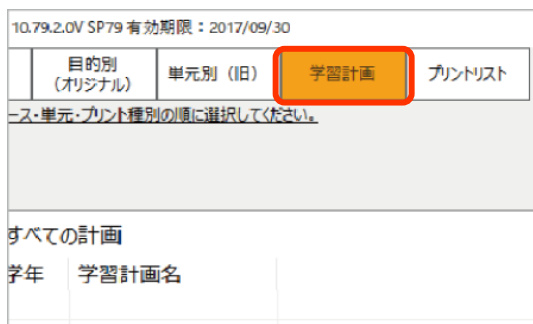 10.79.2.0V SP79 有効期限：2017/09/30
目的別
（オリジナル）
単元別（旧）
学習計画
プリントリスト
ース・単元・プリント種別の順に選択してください。
すべての計画
学年 学習計画名